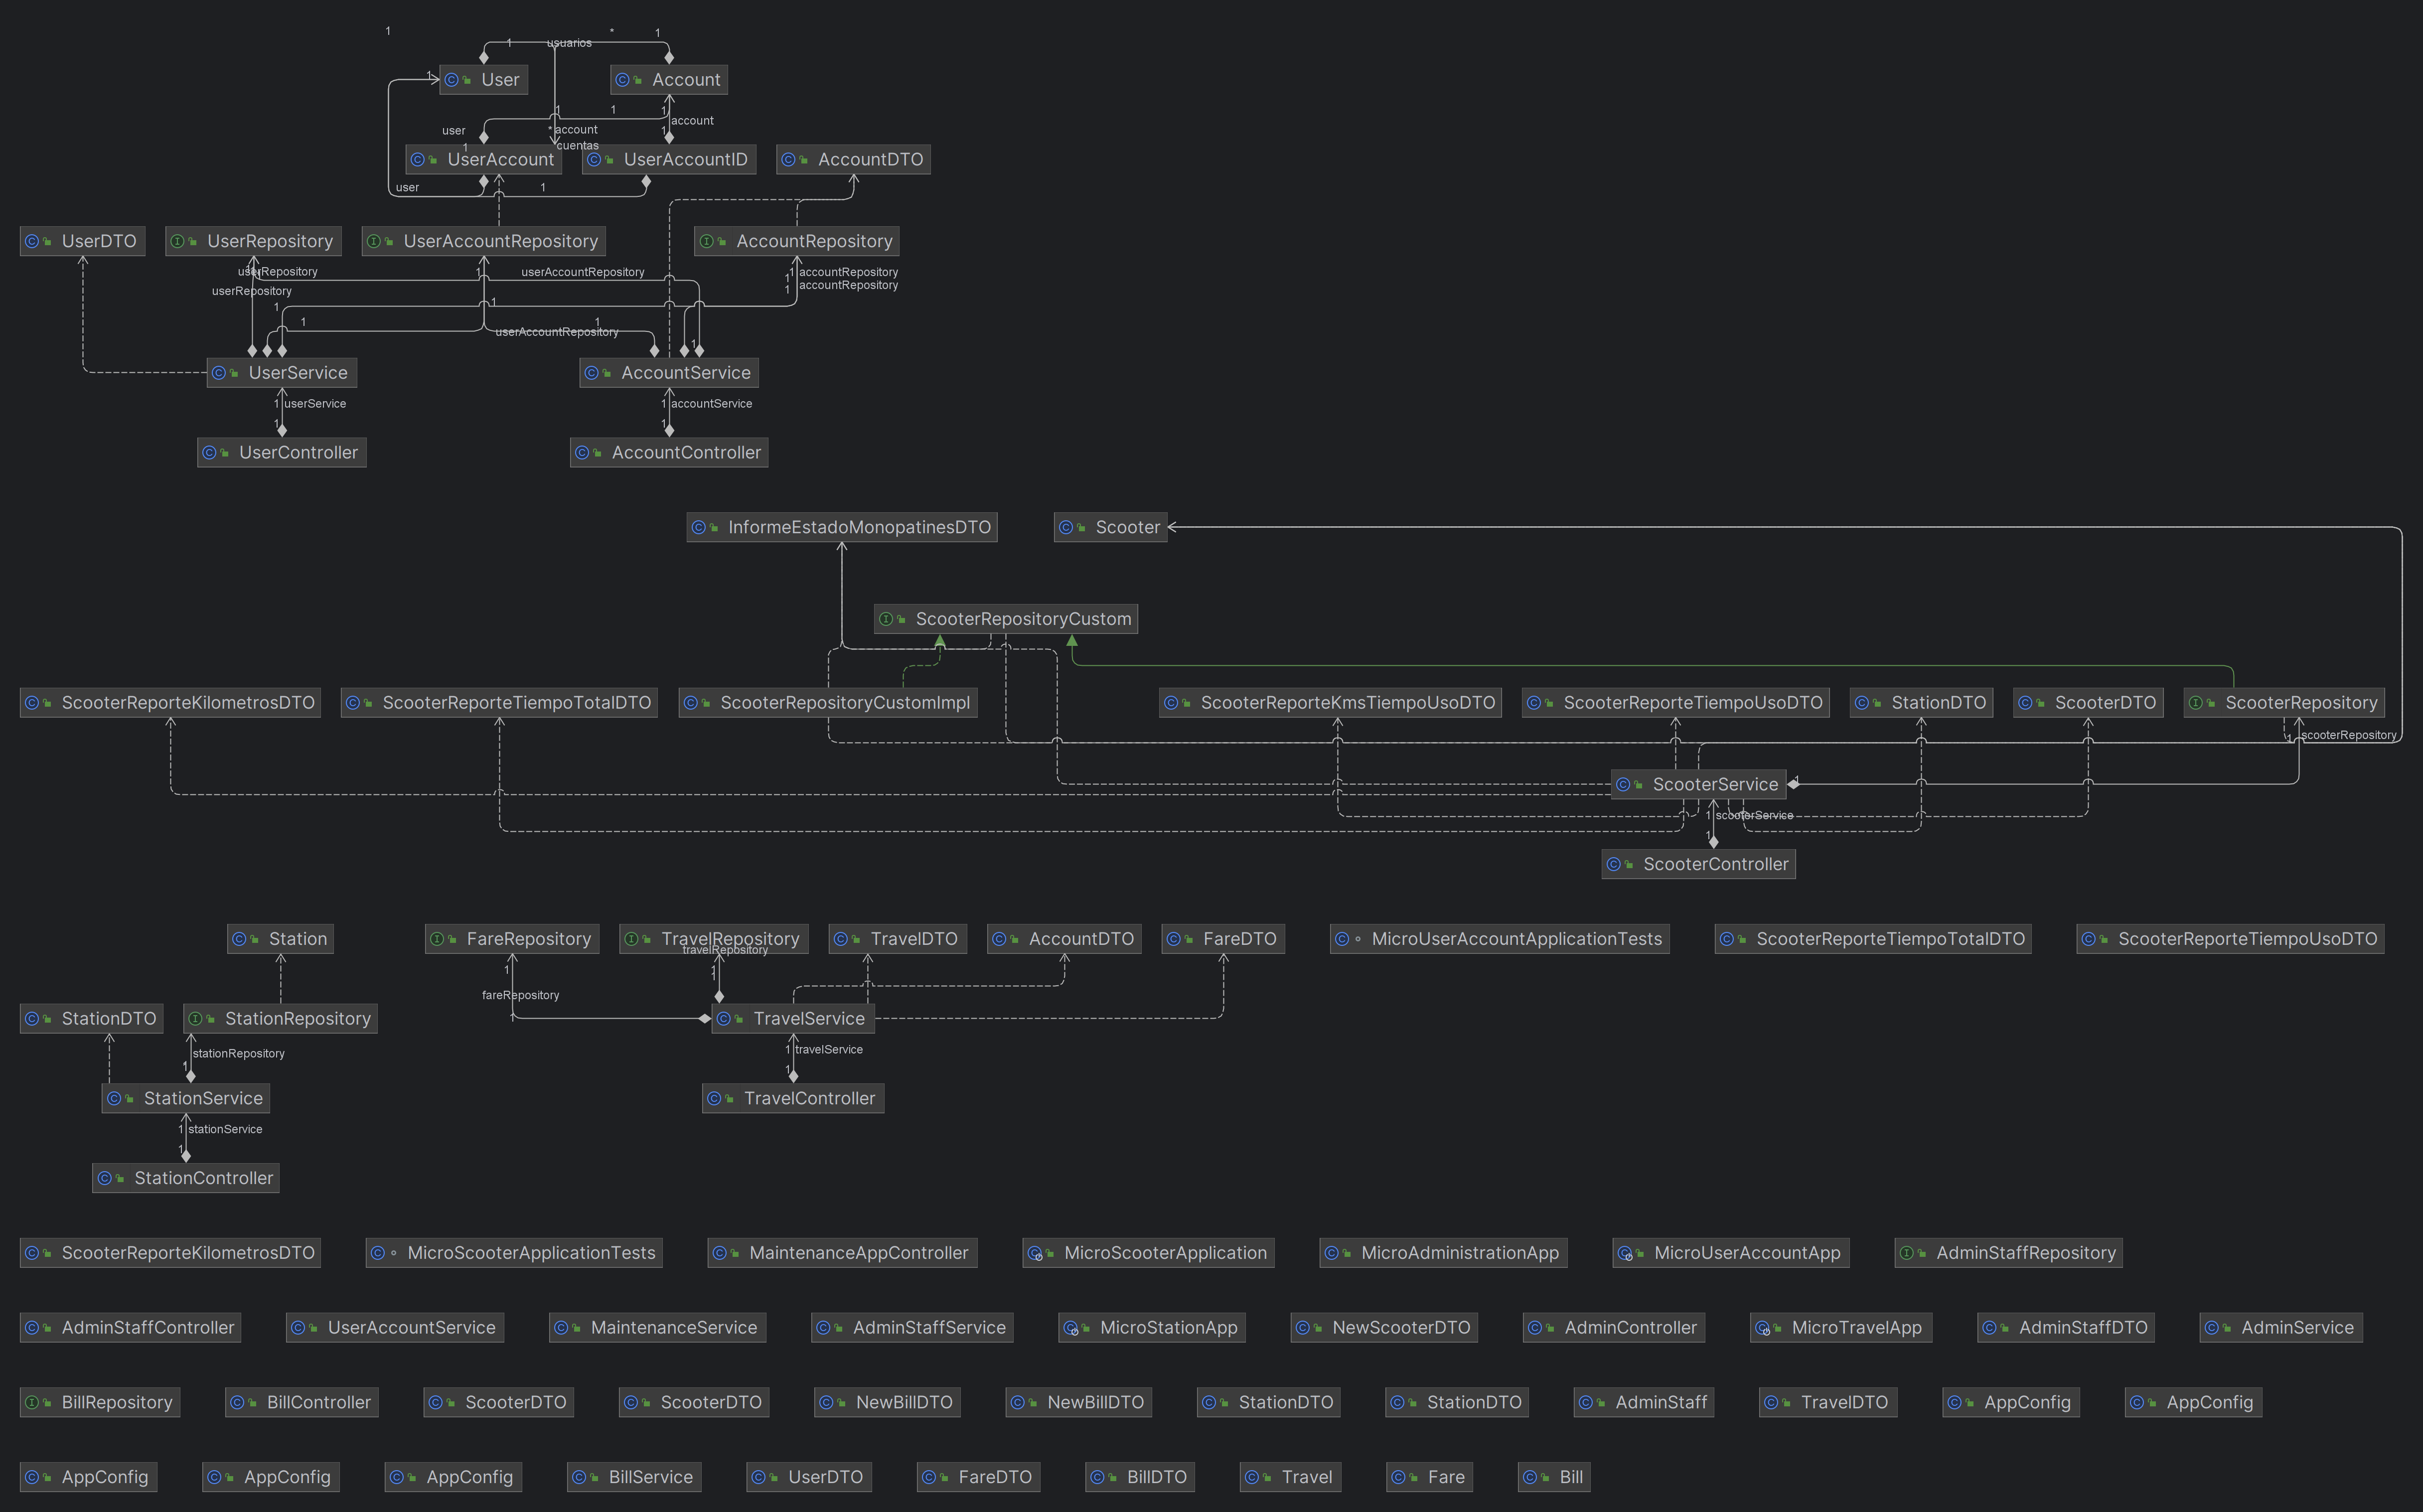 1
1 usuarios * 1
1 User Account
1 1 1
user * account 1 account
1 cuentas
UserAccount UserAccountID AccountDTO
user 1
UserDTO UserRepository UserAccountRepository AccountRepository
userRepository 1 userAccountRepository 1 accountRepository
userRepository 1 accountRepository
1 1 1
1 userAccountRepository 1 1
UserService AccountService
1 userService 1 accountService
1 1
UserController AccountController
InformeEstadoMonopatinesDTO Scooter
ScooterRepositoryCustom
ScooterReporteKilometrosDTO ScooterReporteTiempoTotalDTO ScooterRepositoryCustomImpl ScooterReporteKmsTiempoUsoDTO ScooterReporteTiempoUsoDTO StationDTO ScooterDTO ScooterRepository
1 scooterRepository
ScooterService 1
1 scooterService
1
ScooterController
Station FareRepository TravelRepository TravelDTO AccountDTO FareDTO MicroUserAccountApplicationTests ScooterReporteTiempoTotalDTO ScooterReporteTiempoUsoDTO
travelRepository
1 1
1
fareRepository
StationDTO StationRepository 1 TravelService
stationRepository 1 travelService
1 1
StationService TravelController
1 stationService
1
StationController
ScooterReporteKilometrosDTO MicroScooterApplicationTests MaintenanceAppController MicroScooterApplication MicroAdministrationApp MicroUserAccountApp AdminStaffRepository
AdminStaffController UserAccountService MaintenanceService AdminStaffService MicroStationApp NewScooterDTO AdminController MicroTravelApp AdminStaffDTO AdminService
BillRepository BillController ScooterDTO ScooterDTO NewBillDTO NewBillDTO StationDTO StationDTO AdminStaff TravelDTO AppConfig AppConfig
AppConfig AppConfig AppConfig BillService UserDTO FareDTO BillDTO Travel Fare Bill